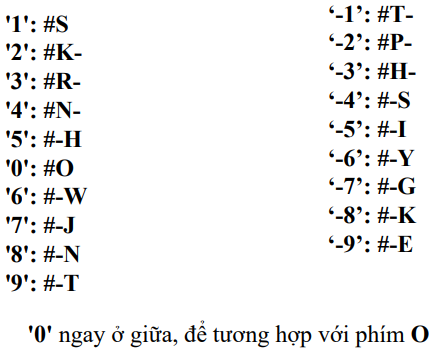 '1': #S
'2': #K-
'3': #R-
'4': #N-
'5': #-H
'0': #O
'6': #-W
'7': #-J
'8': #-N
'9': #-T
‘-1’: #T-
‘-2’: #P-
‘-3’: #H-
‘-4’: #-S
‘-5’: #-I
‘-6’: #-Y
‘-7’: #-G
‘-8’: #-K
‘-9’: #-E
'0' ngay ở giữa, để tương hợp với phím O